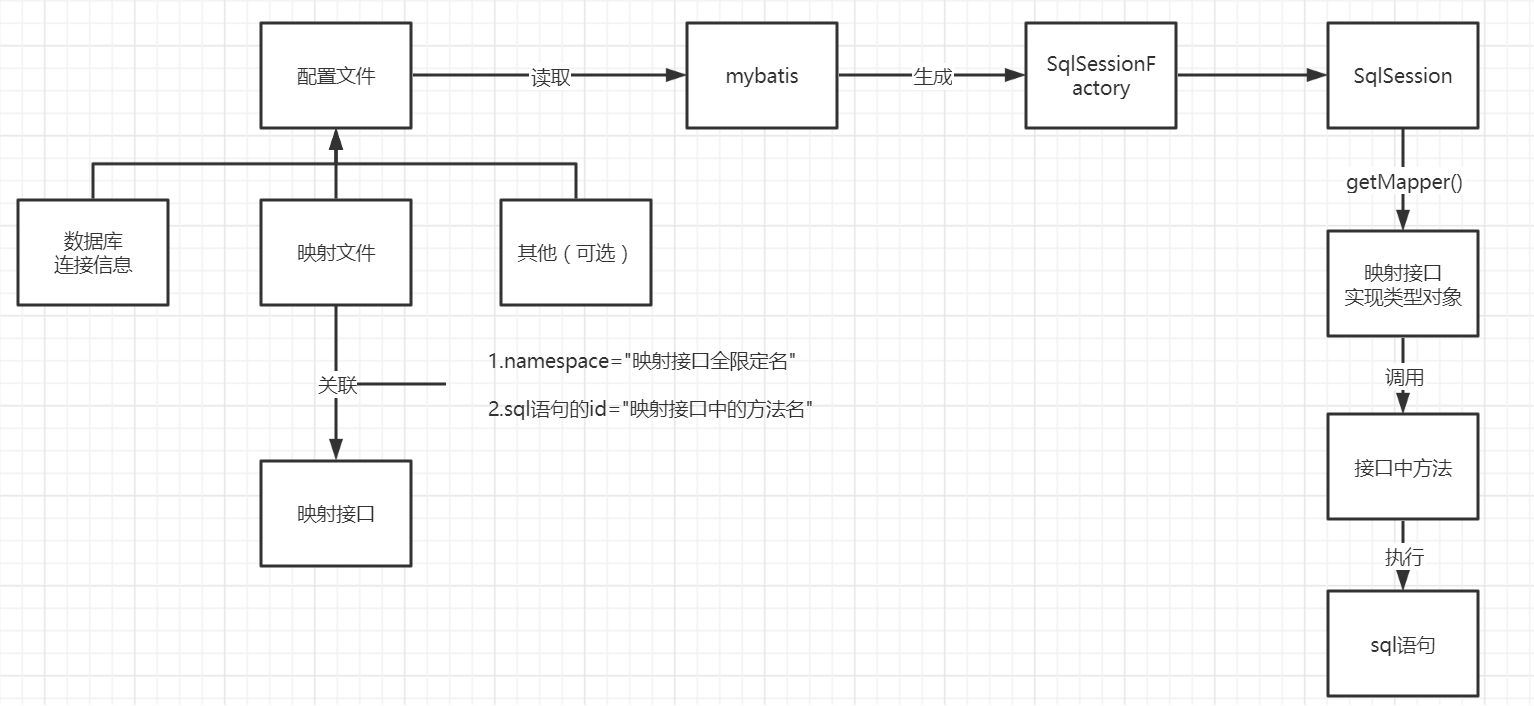 配置文件
读取
mybatis
生成
SqlSessionF
actory
SqlSession
getMapper()
数据库
连接信息
映射文件
其他（可选）
映射接口
实现类型对象
1.namespace="映射接口全限定名"
关联
2.sql语句的id="映射接口中的方法名"
调用
映射接口
接口中方法
执行
sql语句